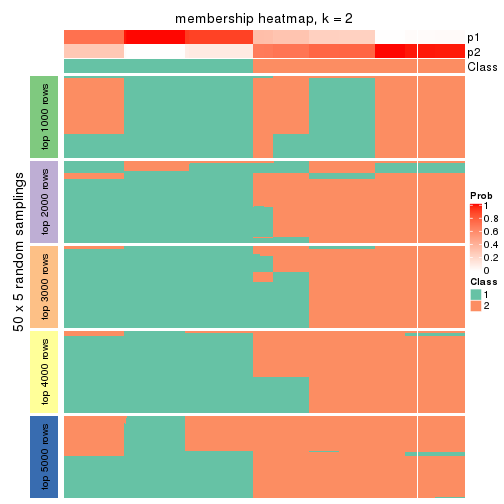 membership heatmap, k = 2
p1
p2
Class
50 x 5 random samplings
top 1000 rows
top 2000 rows
top 3000 rows
top 4000 rows
top 5000 rows
Prob
1
0.8
0.6
0.4
0.2
0
Class
1
2